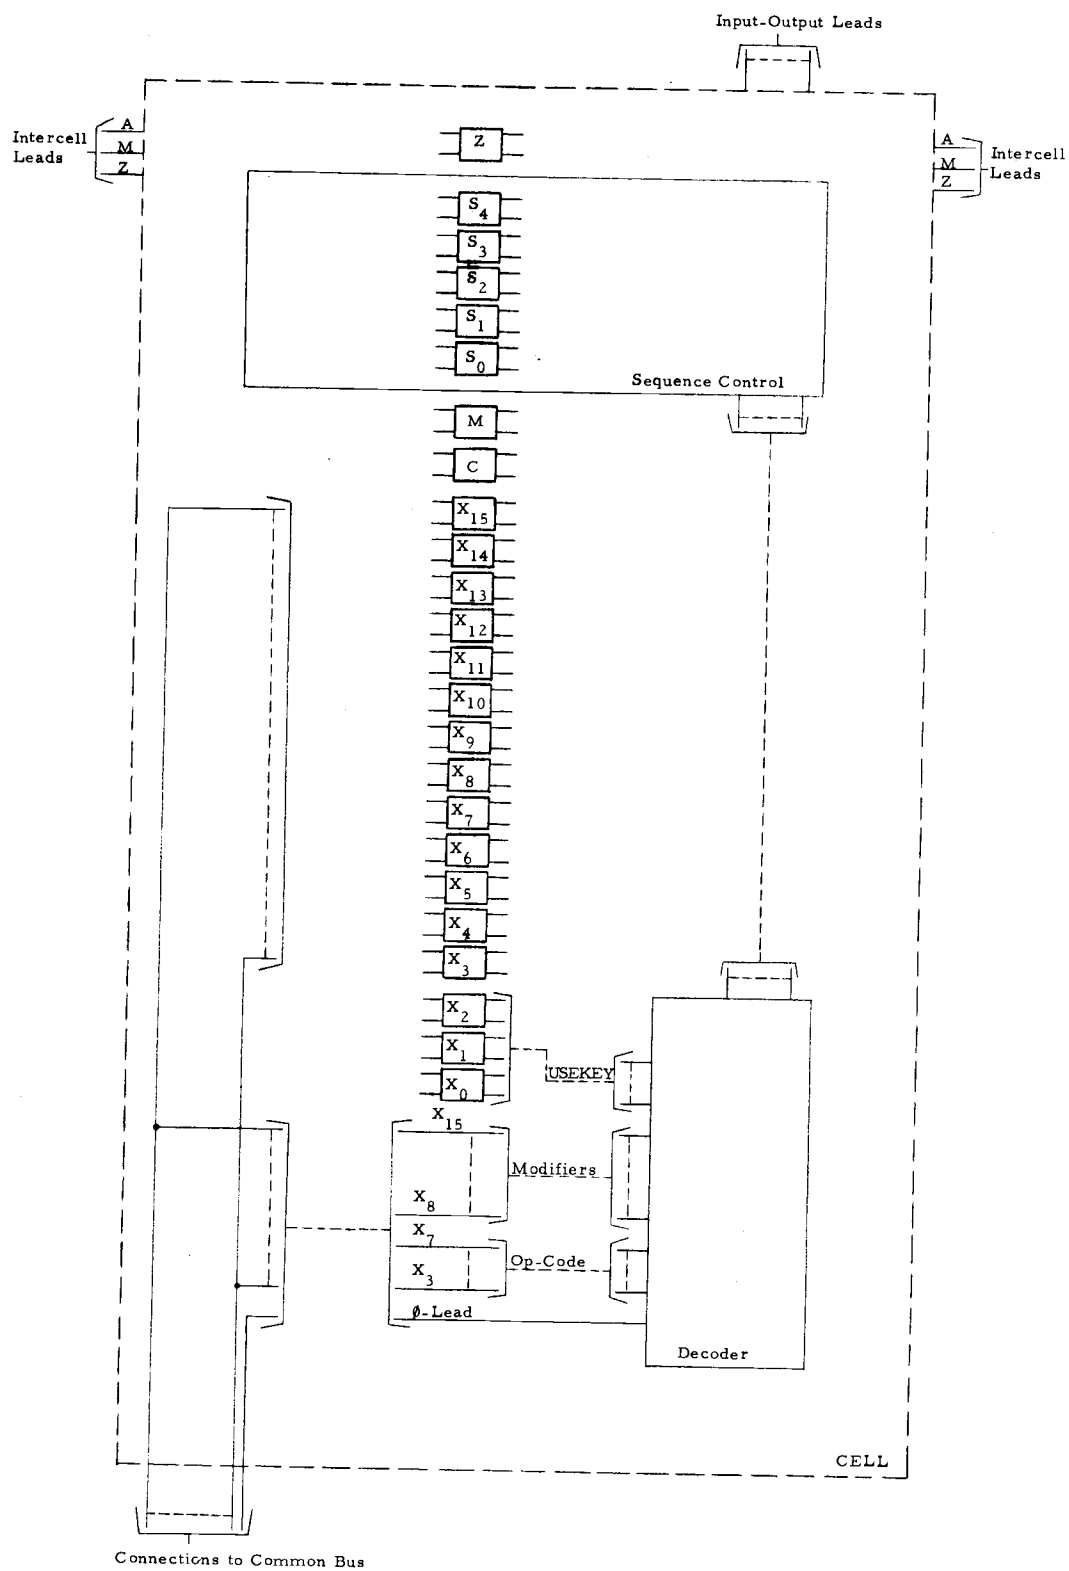 Input-Output Leads
Intercell
Leads
A
M
Z
Z
A
M
Z
Intercell
Leads
S4
S3
S2
S1
S0
Sequence Control
M
C
X15
X14
X13
X12
X11
X10
X9
X8
X7
X6
X5
X4
X3
X2
X1
X0
USEKEY
X15
Modifiers
X8
X7
Op-Code
X3
Ø-Lead
Decoder
CELL
Connections to Common Bus